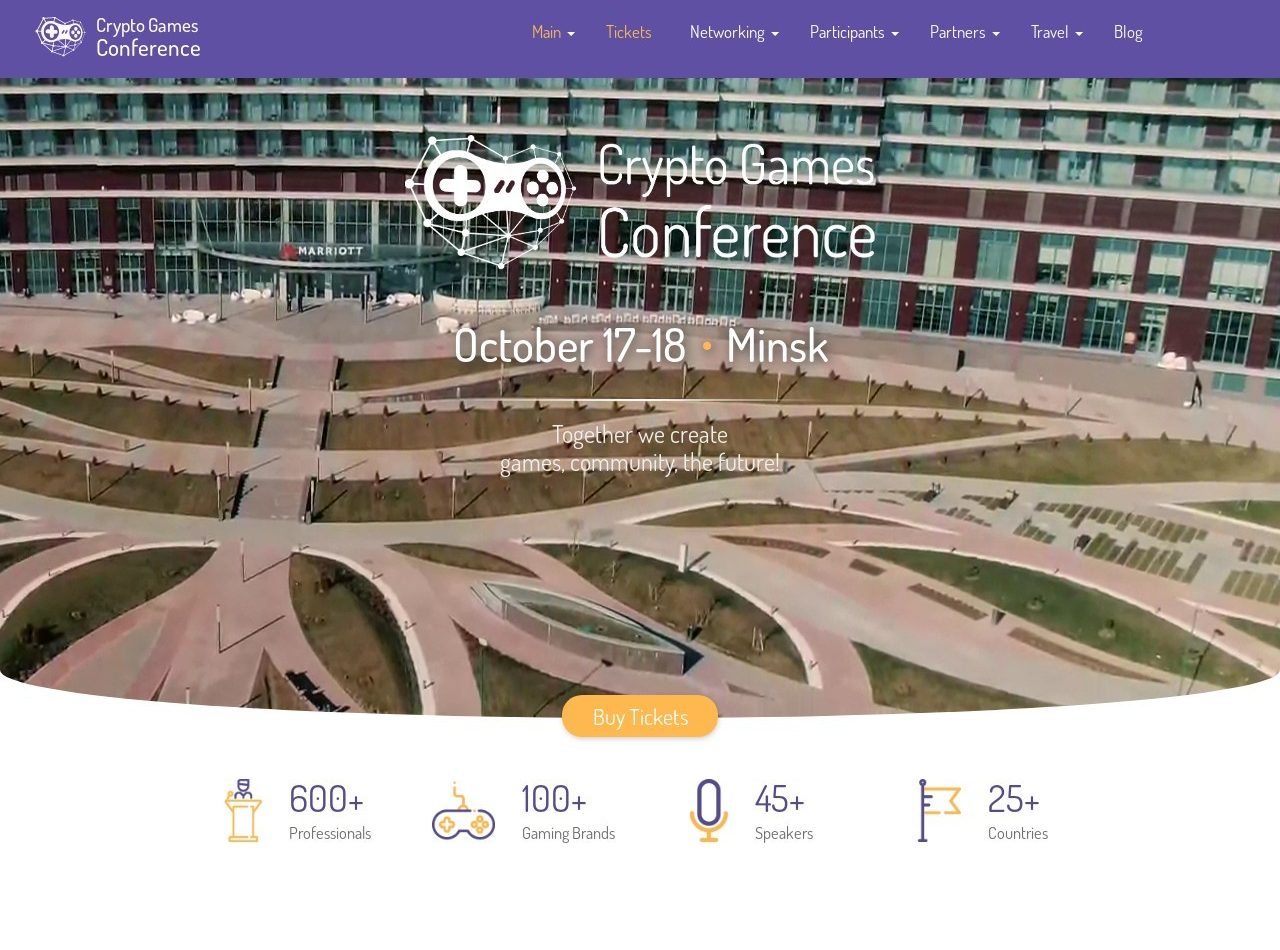 Crypto Games
Conference
Main
Tickets
Networking
Participants
Partners
Travel
Blog
Crypto Games
Conference
MARRIOTT
October 17-18 • Minsk
Together we create
games, community, the future!
Buy Tickets
600+
Professionals
100+
Gaming Brands
45+
Speakers
25+
Countries